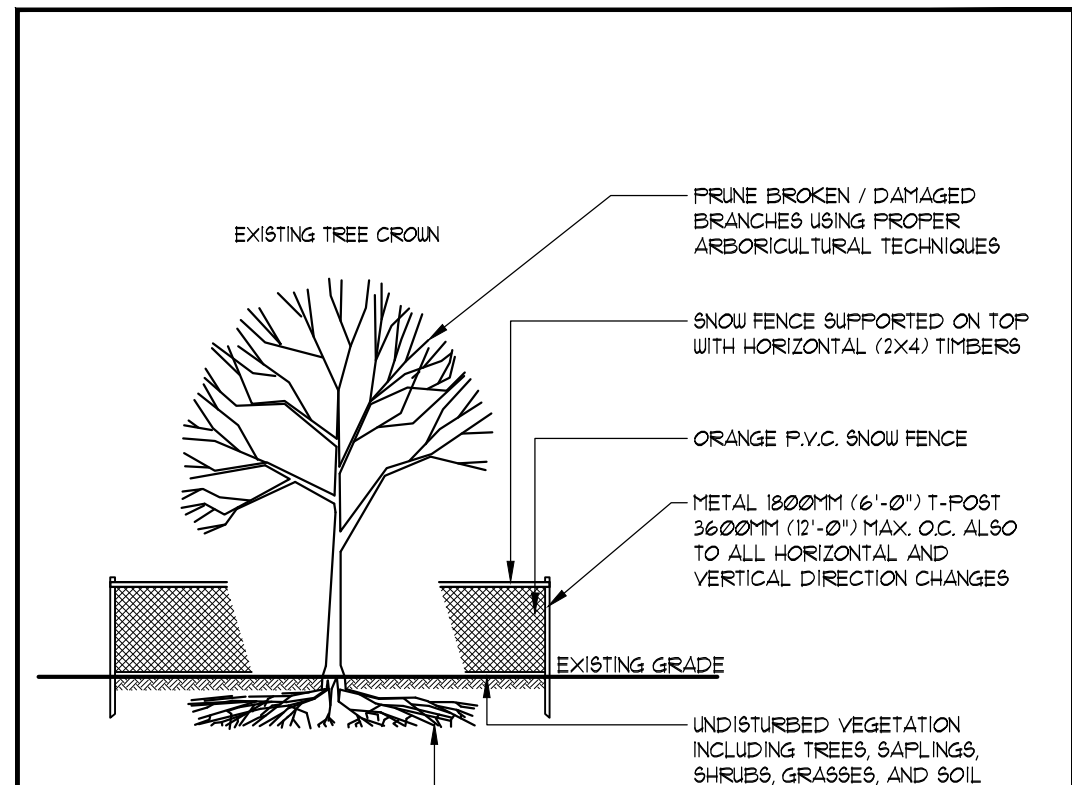 EXISTING TREE CROWN
PRUNE BROKEN / DAMAGED
BRANCHES USING PROPER
ARBORICULTURAL TECHNIQUES
SNOW FENCE SUPPORTED ON TOP
WITH HORIZONTAL (2X4) TIMBERS
ORANGE P.V.C. SNOW FENCE
METAL 1800MM (6'-0") T-POST
3600MM (12'-0") MAX. O.C. ALSO
TO ALL HORIZONTAL AND
VERTICAL DIRECTION CHANGES
EXISTING GRADE
UNDISTURBED VEGETATION
INCLUDING TREES, SAPLINGS,
SHRUBS, GRASSES, AND SOIL